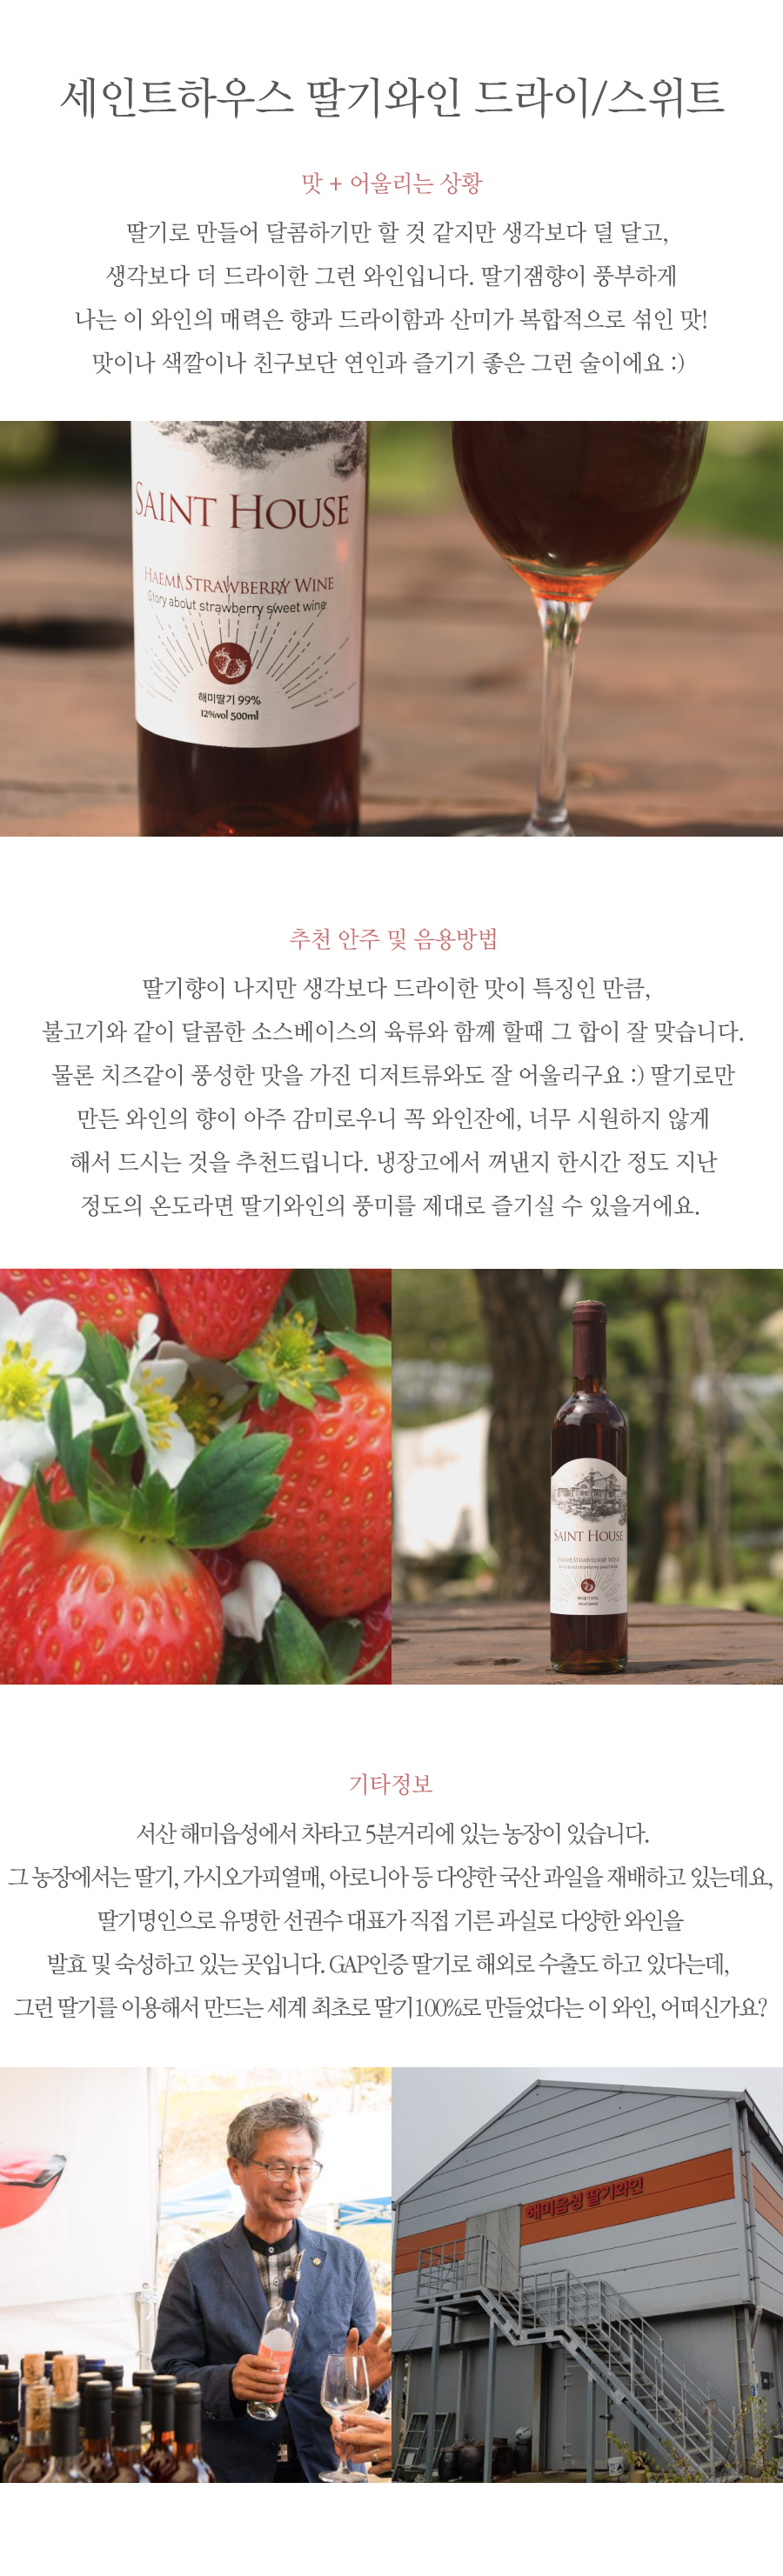 세인트하우스 딸기와인 드라이/스위트
맛 + 어울리는 상황
딸기로 만들어 달콤하기만 할 것 같지만 생각보다 덜 달고,
생각보다 더 드라이한 그런 와인입니다. 딸기잼향이 풍부하게
나는 이 와인의 매력은 향과 드라이함과 산미가 복합적으로 섞인 맛!
맛이나 색깔이나 친구보단 연인과 즐기기 좋은 그런 술이에요 :)
SAINT HOUSE
HAEMI STRAWBERRY WINE
Story about strawberry sweet wine
해미딸기 99%
12%vol 500ml
추천 안주 및 음용방법
딸기향이 나지만 생각보다 드라이한 맛이 특징인 만큼,
불고기와 같이 달콤한 소스베이스의 육류와 함께 할때 그 합이 잘 맞습니다.
물론 치즈같이 풍성한 맛을 가진 디저트류와도 잘 어울리구요 :) 딸기로만
만든 와인의 향이 아주 감미로우니 꼭 와인잔에, 너무 시원하지 않게
해서 드시는 것을 추천드립니다. 냉장고에서 꺼낸지 한시간 정도 지난
정도의 온도라면 딸기와인의 풍미를 제대로 즐기실 수 있을거에요.
SAINT HOUSE
HAEMI STRAWBERRY WINE
Story about strawberry sweet wine
기타정보
서산 해미읍성에서 차타고 5분거리에 있는 농장이 있습니다.
그 농장에서는 딸기, 가시오가피열매, 아로니아 등 다양한 국산 과일을 재배하고 있는데요,
딸기명인으로 유명한 선권수 대표가 직접 기른 과실로 다양한 와인을
발효 및 숙성하고 있는 곳입니다. GAP인증 딸기로 해외로 수출도 하고 있다는데,
그런 딸기를 이용해서 만드는 세계 최초로 딸기100%로 만들었다는 이 와인, 어떠신가요?
해미읍성 딸기와인